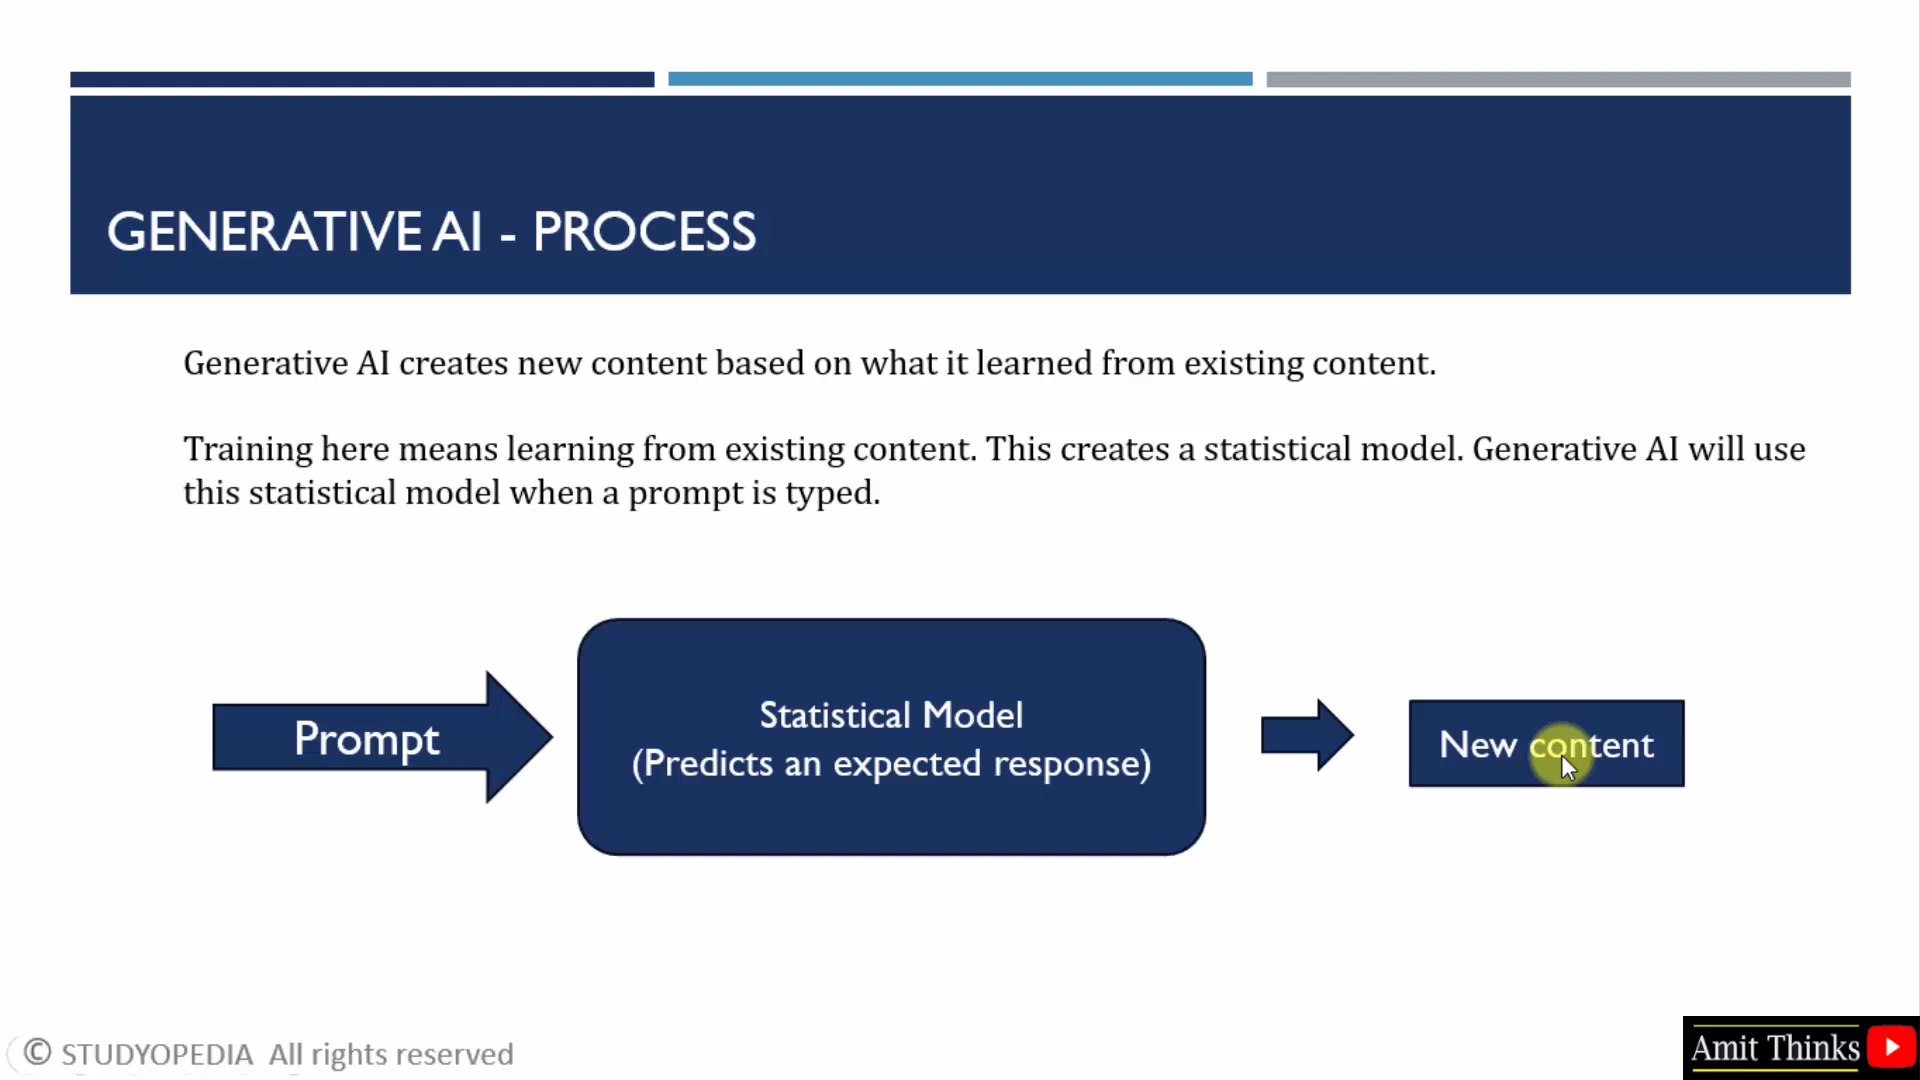 GENERATIVE AI - PROCESS
Generative AI creates new content based on what it learned from existing content.
Training here means learning from existing content. This creates a statistical model. Generative AI will use
this statistical model when a prompt is typed.
Prompt
Statistical Model
(Predicts an expected response)
New content
© STUDYOPEDIA All rights reserved
Amit Thinks